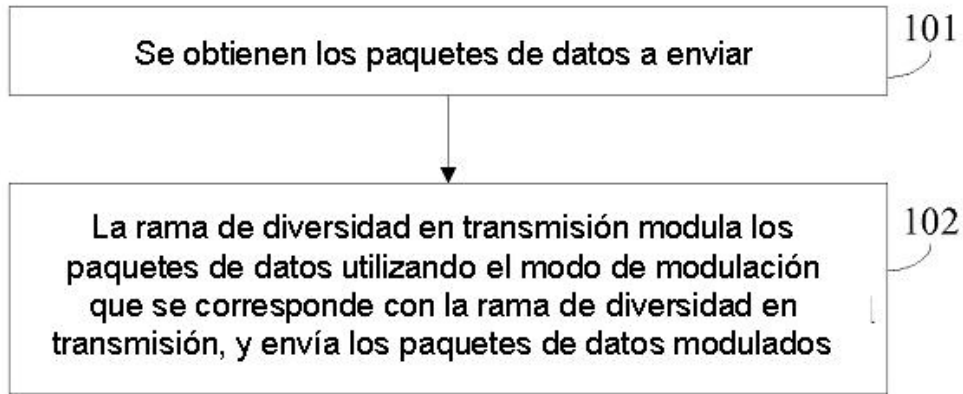 101
Se obtienen los paquetes de datos a enviar
102
La rama de diversidad en transmisión modula los
paquetes de datos utilizando el modo de modulación
que se corresponde con la rama de diversidad en
transmisión, y envía los paquetes de datos modulados